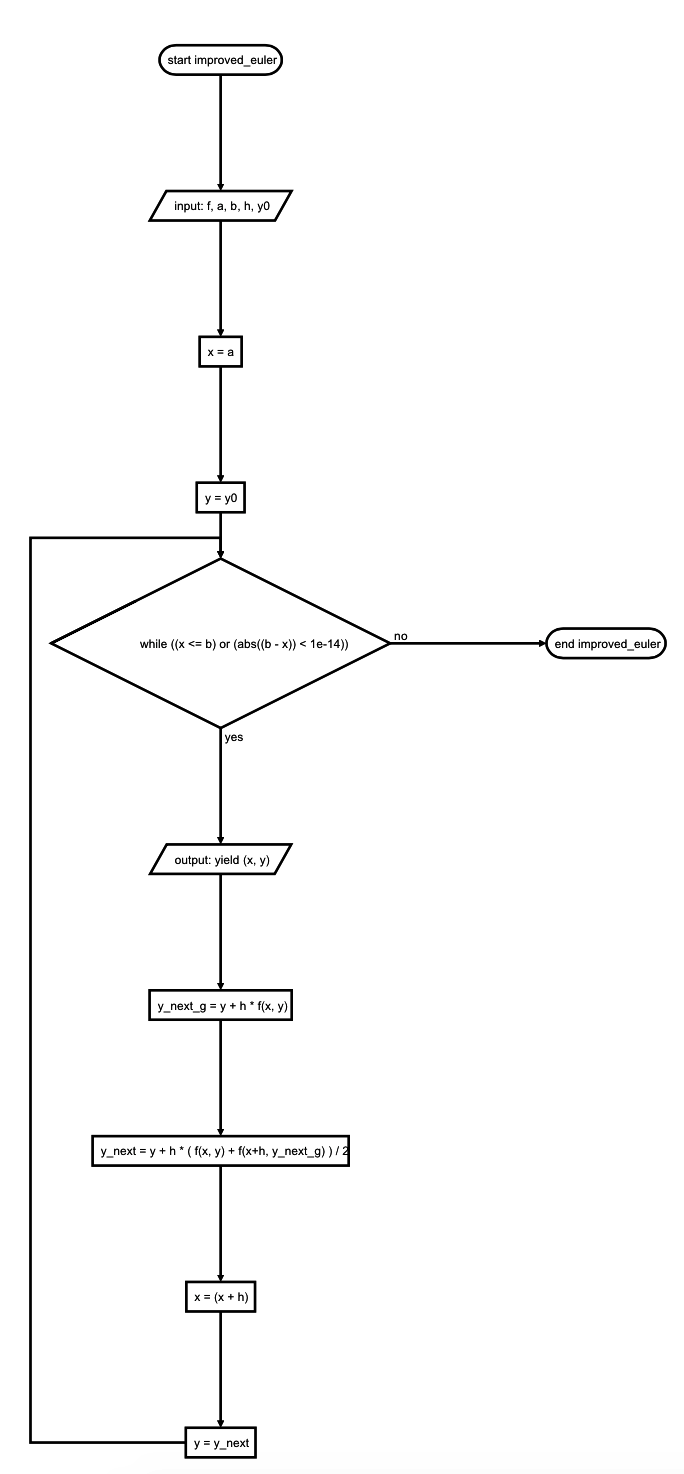 start improved_euler
input: f, a, b, h, y0
x = a
y = y0
while ((x <= b) or (abs((b - x)) < 1e-14))
no
end improved_euler
yes
output: yield (x, y)
y_next_g = y + h * f(x, y)
y_next = y + h * ( f(x, y) + f(x+h, y_next_g) ) / 2
x = (x + h)
y = y_next